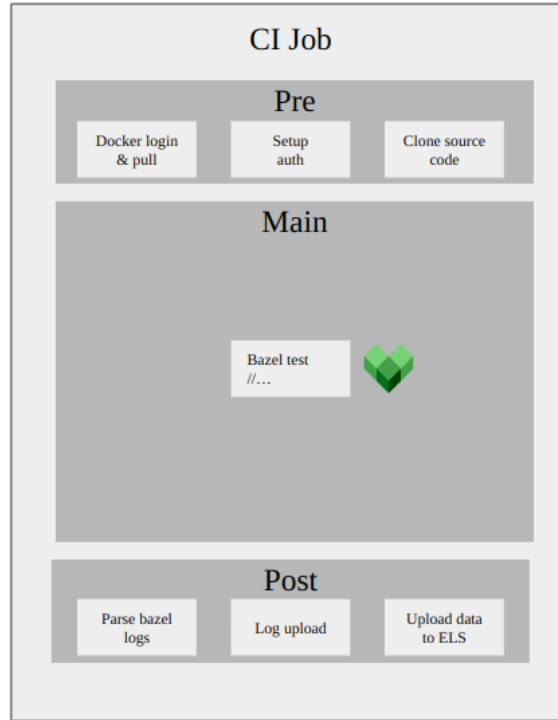 CI Job
Pre
Docker login
& pull
Setup
auth
Clone source
code
Main
Bazel test
//…
Post
Parse bazel
logs
Log upload
Upload data
to ELS